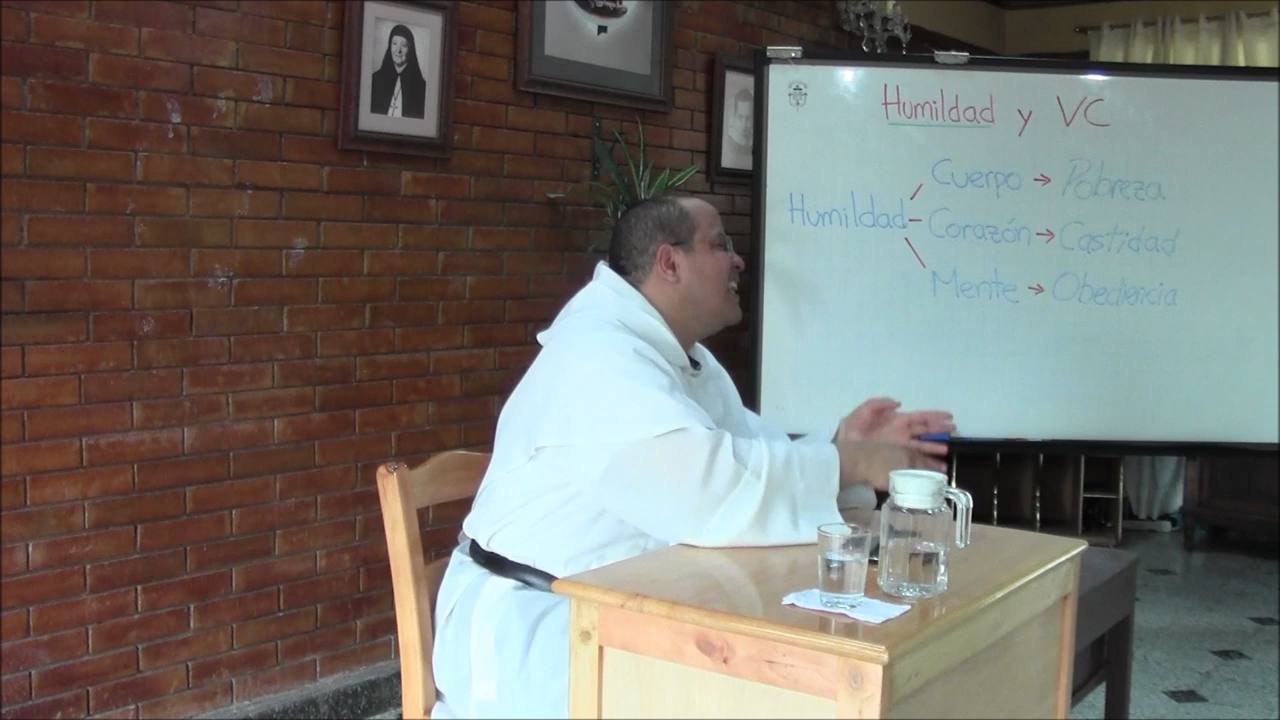 Humildad y VC
Cuerpo → Pobreza
Humildad - Corazón → Castidad
Mente → Obediencia